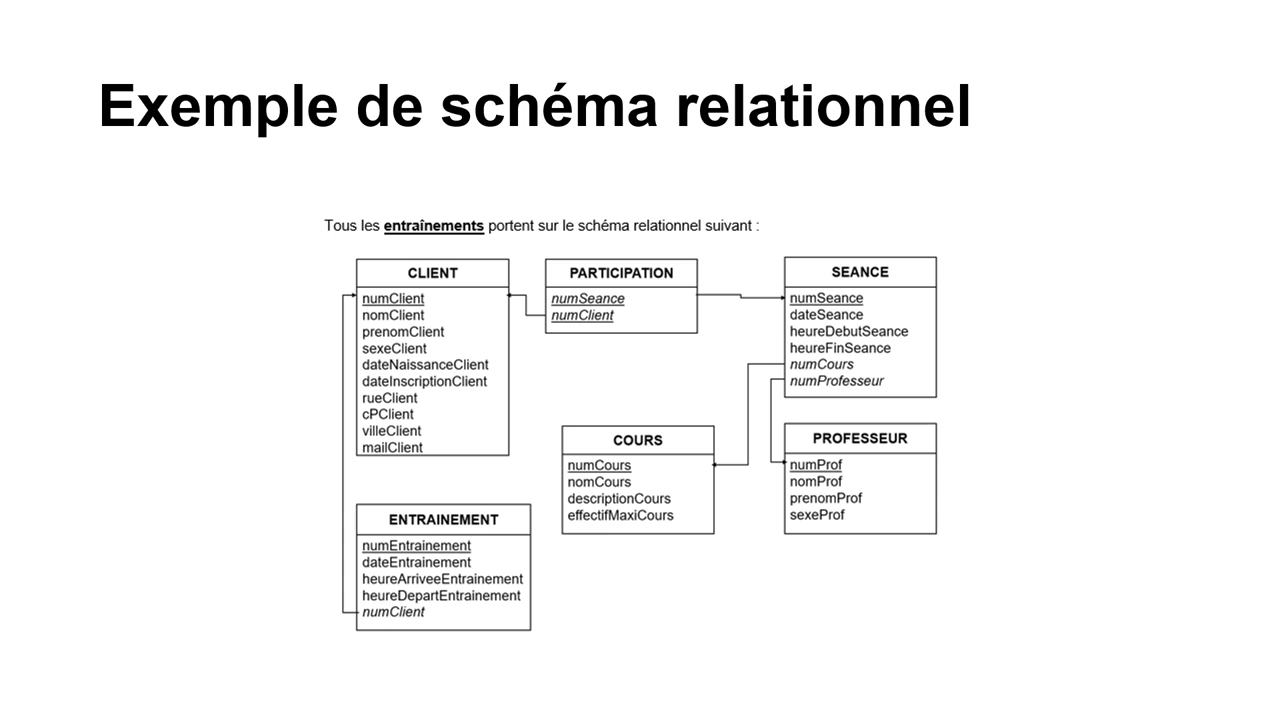 Exemple de schéma relationnel
Tous les entraînements portent sur le schéma relationnel suivant :
CLIENT
numClient
nomClient
prenomClient
sexeClient
dateNaissanceClient
dateInscriptionClient
rueClient
cPClient
villeClient
mailClient
PARTICIPATION
numSeance
numClient
SEANCE
numSeance
dateSeance
heureDebutSeance
heureFinSeance
numCours
numProfesseur
COURS
numCours
nomCours
descriptionCours
effectifMaxiCours
PROFESSEUR
numProf
nomProf
prenomProf
sexeProf
ENTRAINEMENT
numEntrainement
dateEntrainement
heureArriveeEntrainement
heureDepartEntrainement
numClient